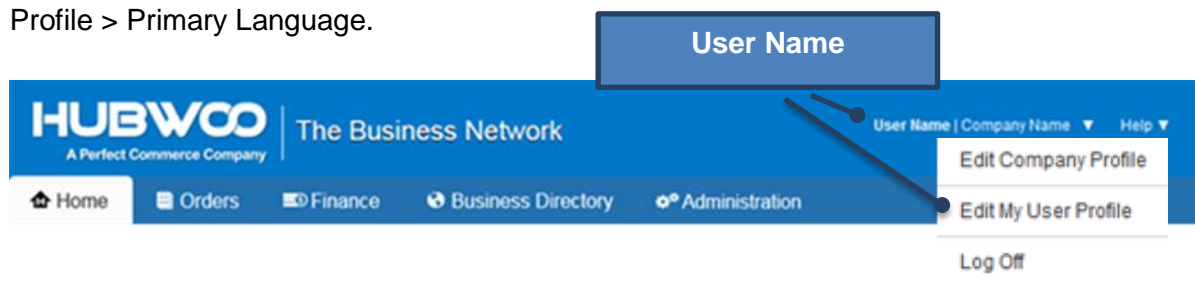 Profile > Primary Language.
User Name
HUBWOO
A Perfect Commerce Company
The Business Network
User Name | Company Name ▼ Help ▼
Edit Company Profile
Home Orders Finance Business Directory Administration
Edit My User Profile
Log Off